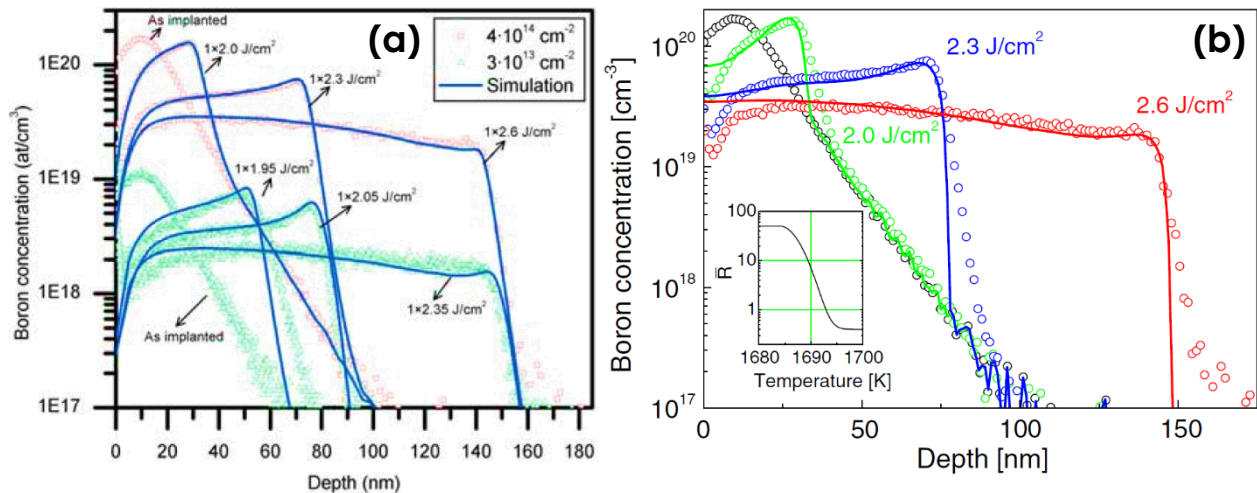 (a)
As implanted
4·10¹⁴ cm⁻²
3·10¹³ cm⁻²
Simulation
1×2.0 J/cm²
1×2.3 J/cm²
1×2.6 J/cm²
1×1.95 J/cm²
1×2.05 J/cm²
1×2.35 J/cm²
As implanted
1E20
1E19
1E18
1E17
Boron concentration (at/cm³)
0 20 40 60 80 100 120 140 160 180
Depth (nm)
(b)
2.3 J/cm²
2.6 J/cm²
2.0 J/cm²
10²⁰
10¹⁹
10¹⁸
10¹⁷
Boron concentration [cm⁻³]
100
10
1
R̅
1680 1690 1700
Temperature [K]
0 50 100 150
Depth [nm]